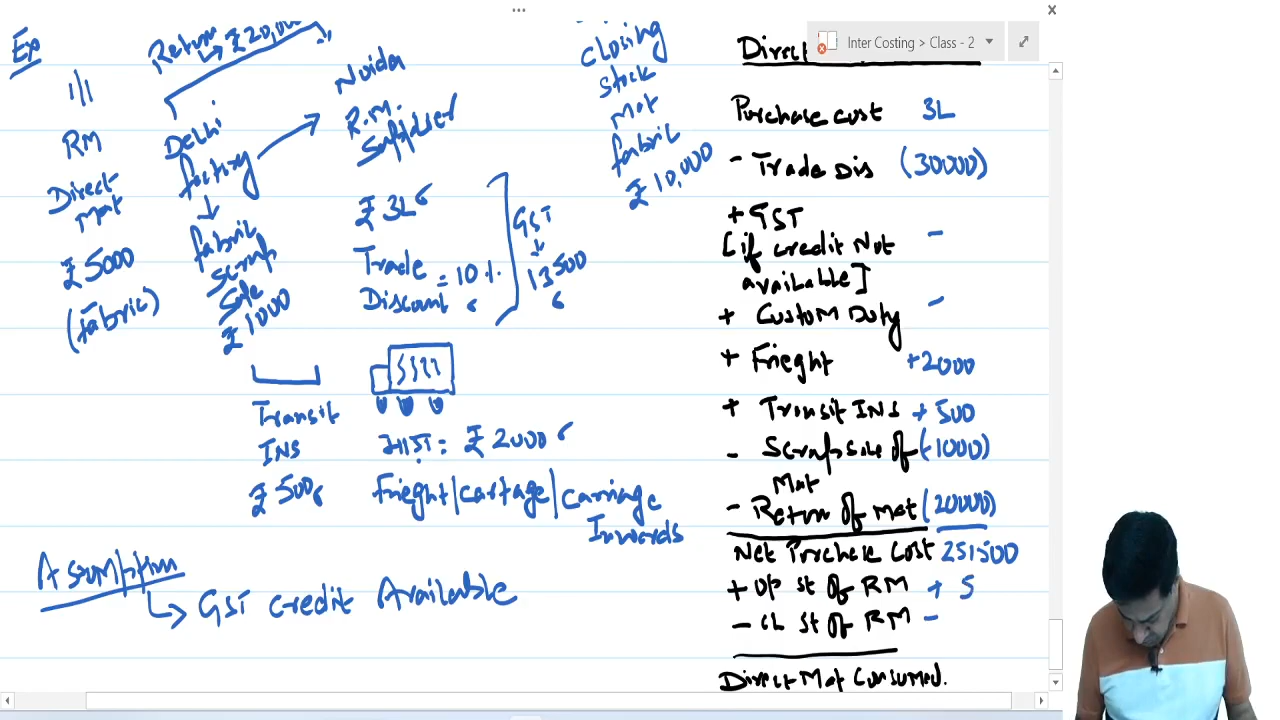 Inter Costing > Class - 2
Ex
Return
↳ ₹20,000
Noida
R.M.
Supplier
RM
Direct
Mat
₹5000
(fabric)
Delhi
factory
↓
fabric
Scrap
Sale
₹1000
₹3L
Trade = 10%
Discount
GST
↓
13500
closing
stock
Mat
fabric
₹10,000
Transit
INS
₹500
भाड़ा : ₹2000
Frieght/cartage/carriage
Inwards
Assumption
↳ GST credit Available
Purchase cost 3L
- Trade Dis (30000)
+ GST
[if credit Not -
available]
+ Custom Duty -
+ Frieght +2000
+ Transit INS + 500
- Scrap sale of (-1000)
Mat
- Return of Mat (20000)
Net Purchase Cost 251500
+ Op st of RM + 5
- cl st of RM -
Direct Mat Consumed.